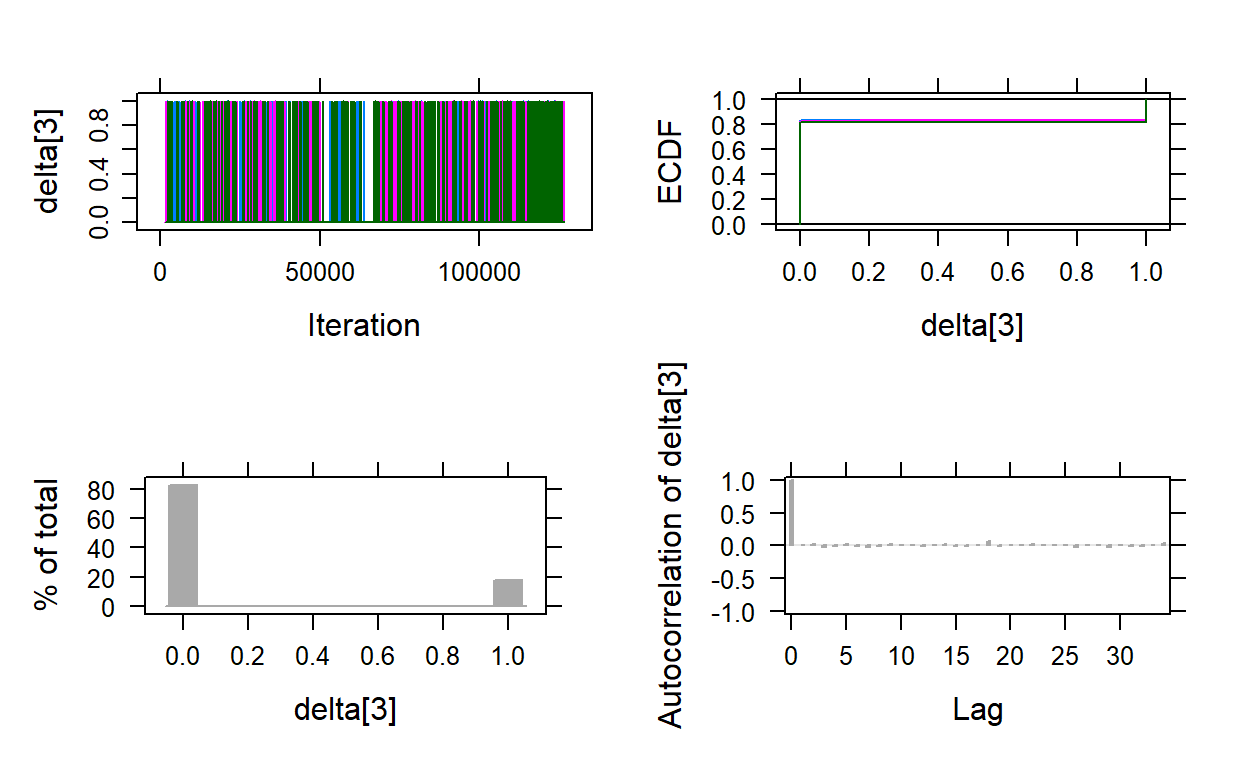 delta[3]
0.0 0.4 0.8
0 50000 100000
Iteration
ECDF
1.0
0.8
0.6
0.4
0.2
0.0
0.0 0.2 0.4 0.6 0.8 1.0
delta[3]
% of total
80
60
40
20
0
0.0 0.2 0.4 0.6 0.8 1.0
delta[3]
Autocorrelation of delta[3]
1.0
0.5
0.0
-0.5
-1.0
0 5 10 15 20 25 30
Lag